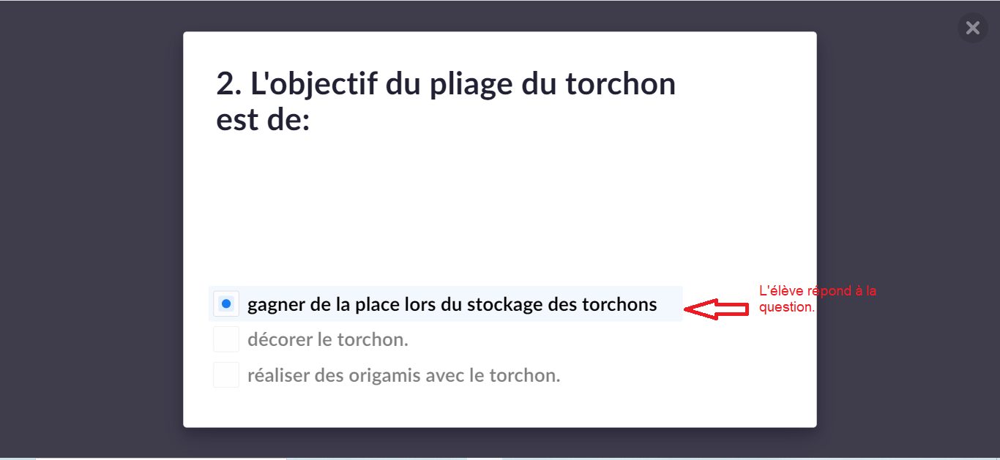 2. L'objectif du pliage du torchon
est de:
gagner de la place lors du stockage des torchons
L'élève répond à la
question.
décorer le torchon.
réaliser des origamis avec le torchon.